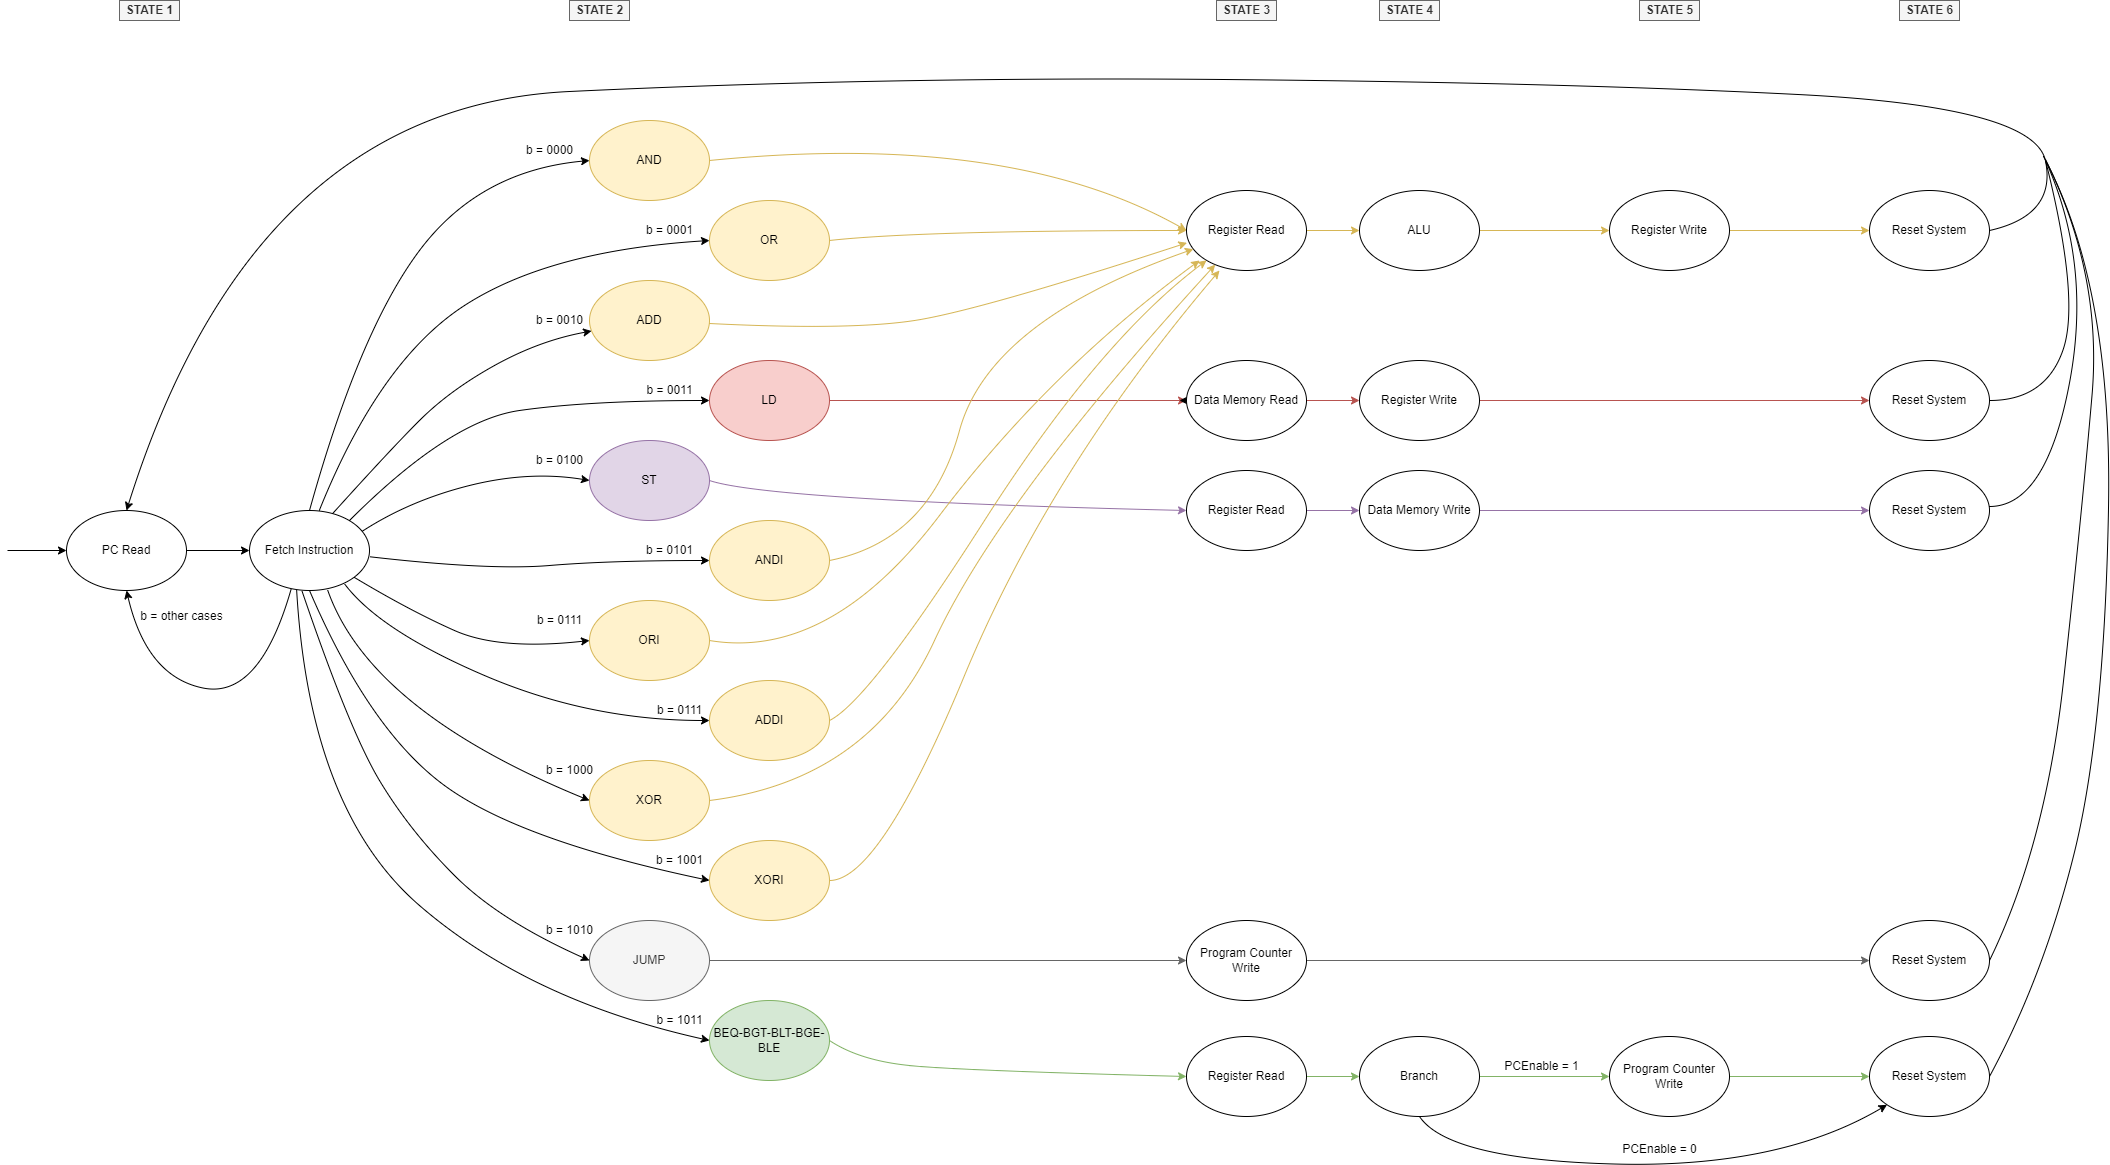 STATE 1
STATE 2
STATE 3
STATE 4
STATE 5
STATE 6
b = 0000
AND
b = 0001
OR
Register Read
ALU
Register Write
Reset System
b = 0010
ADD
b = 0011
LD
Data Memory Read
Register Write
Reset System
b = 0100
ST
Register Read
Data Memory Write
Reset System
PC Read
Fetch Instruction
b = 0101
ANDI
b = other cases
b = 0111
ORI
b = 0111
ADDI
b = 1000
XOR
b = 1001
XORI
b = 1010
JUMP
Program Counter
Write
Reset System
b = 1011
BEQ-BGT-BLT-BGE-
BLE
Register Read
Branch
PCEnable = 1
Program Counter
Write
Reset System
PCEnable = 0